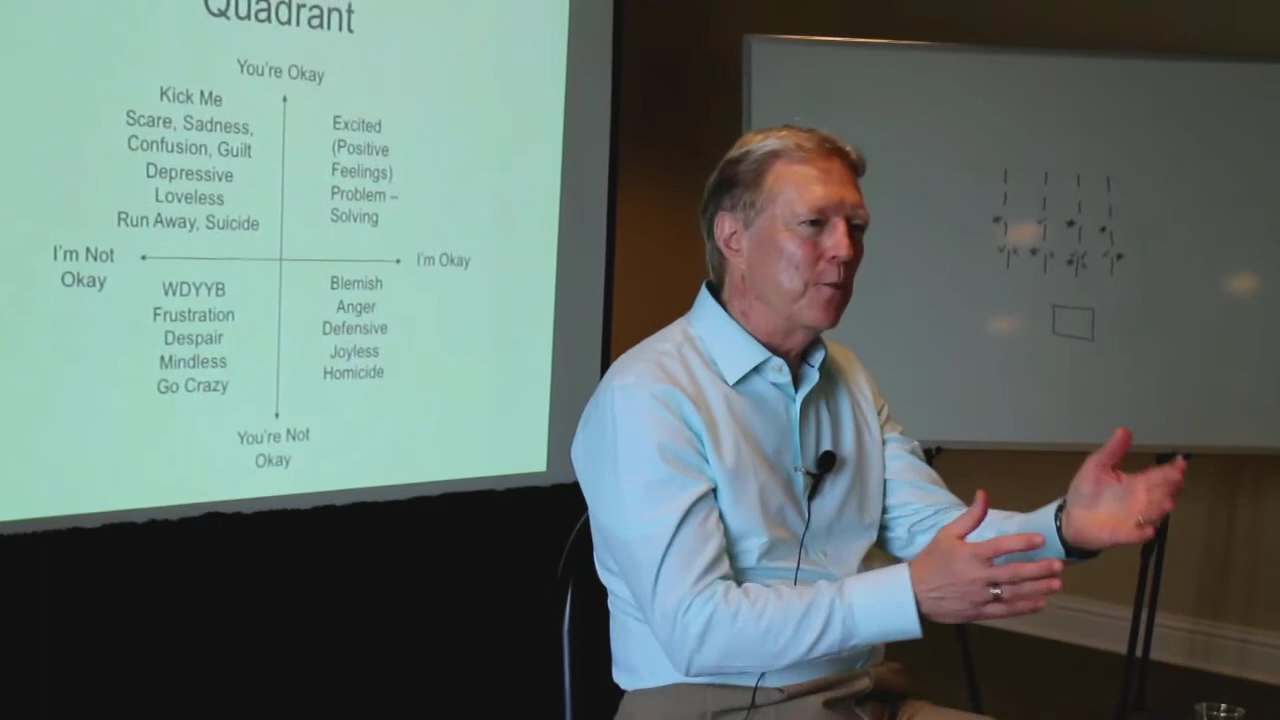 Quadrant
You're Okay
Kick Me
Scare, Sadness,
Confusion, Guilt
Depressive
Loveless
Run Away, Suicide
Excited
(Positive
Feelings)
Problem –
Solving
I'm Not
Okay
I'm Okay
WDYYB
Frustration
Despair
Mindless
Go Crazy
Blemish
Anger
Defensive
Joyless
Homicide
You're Not
Okay